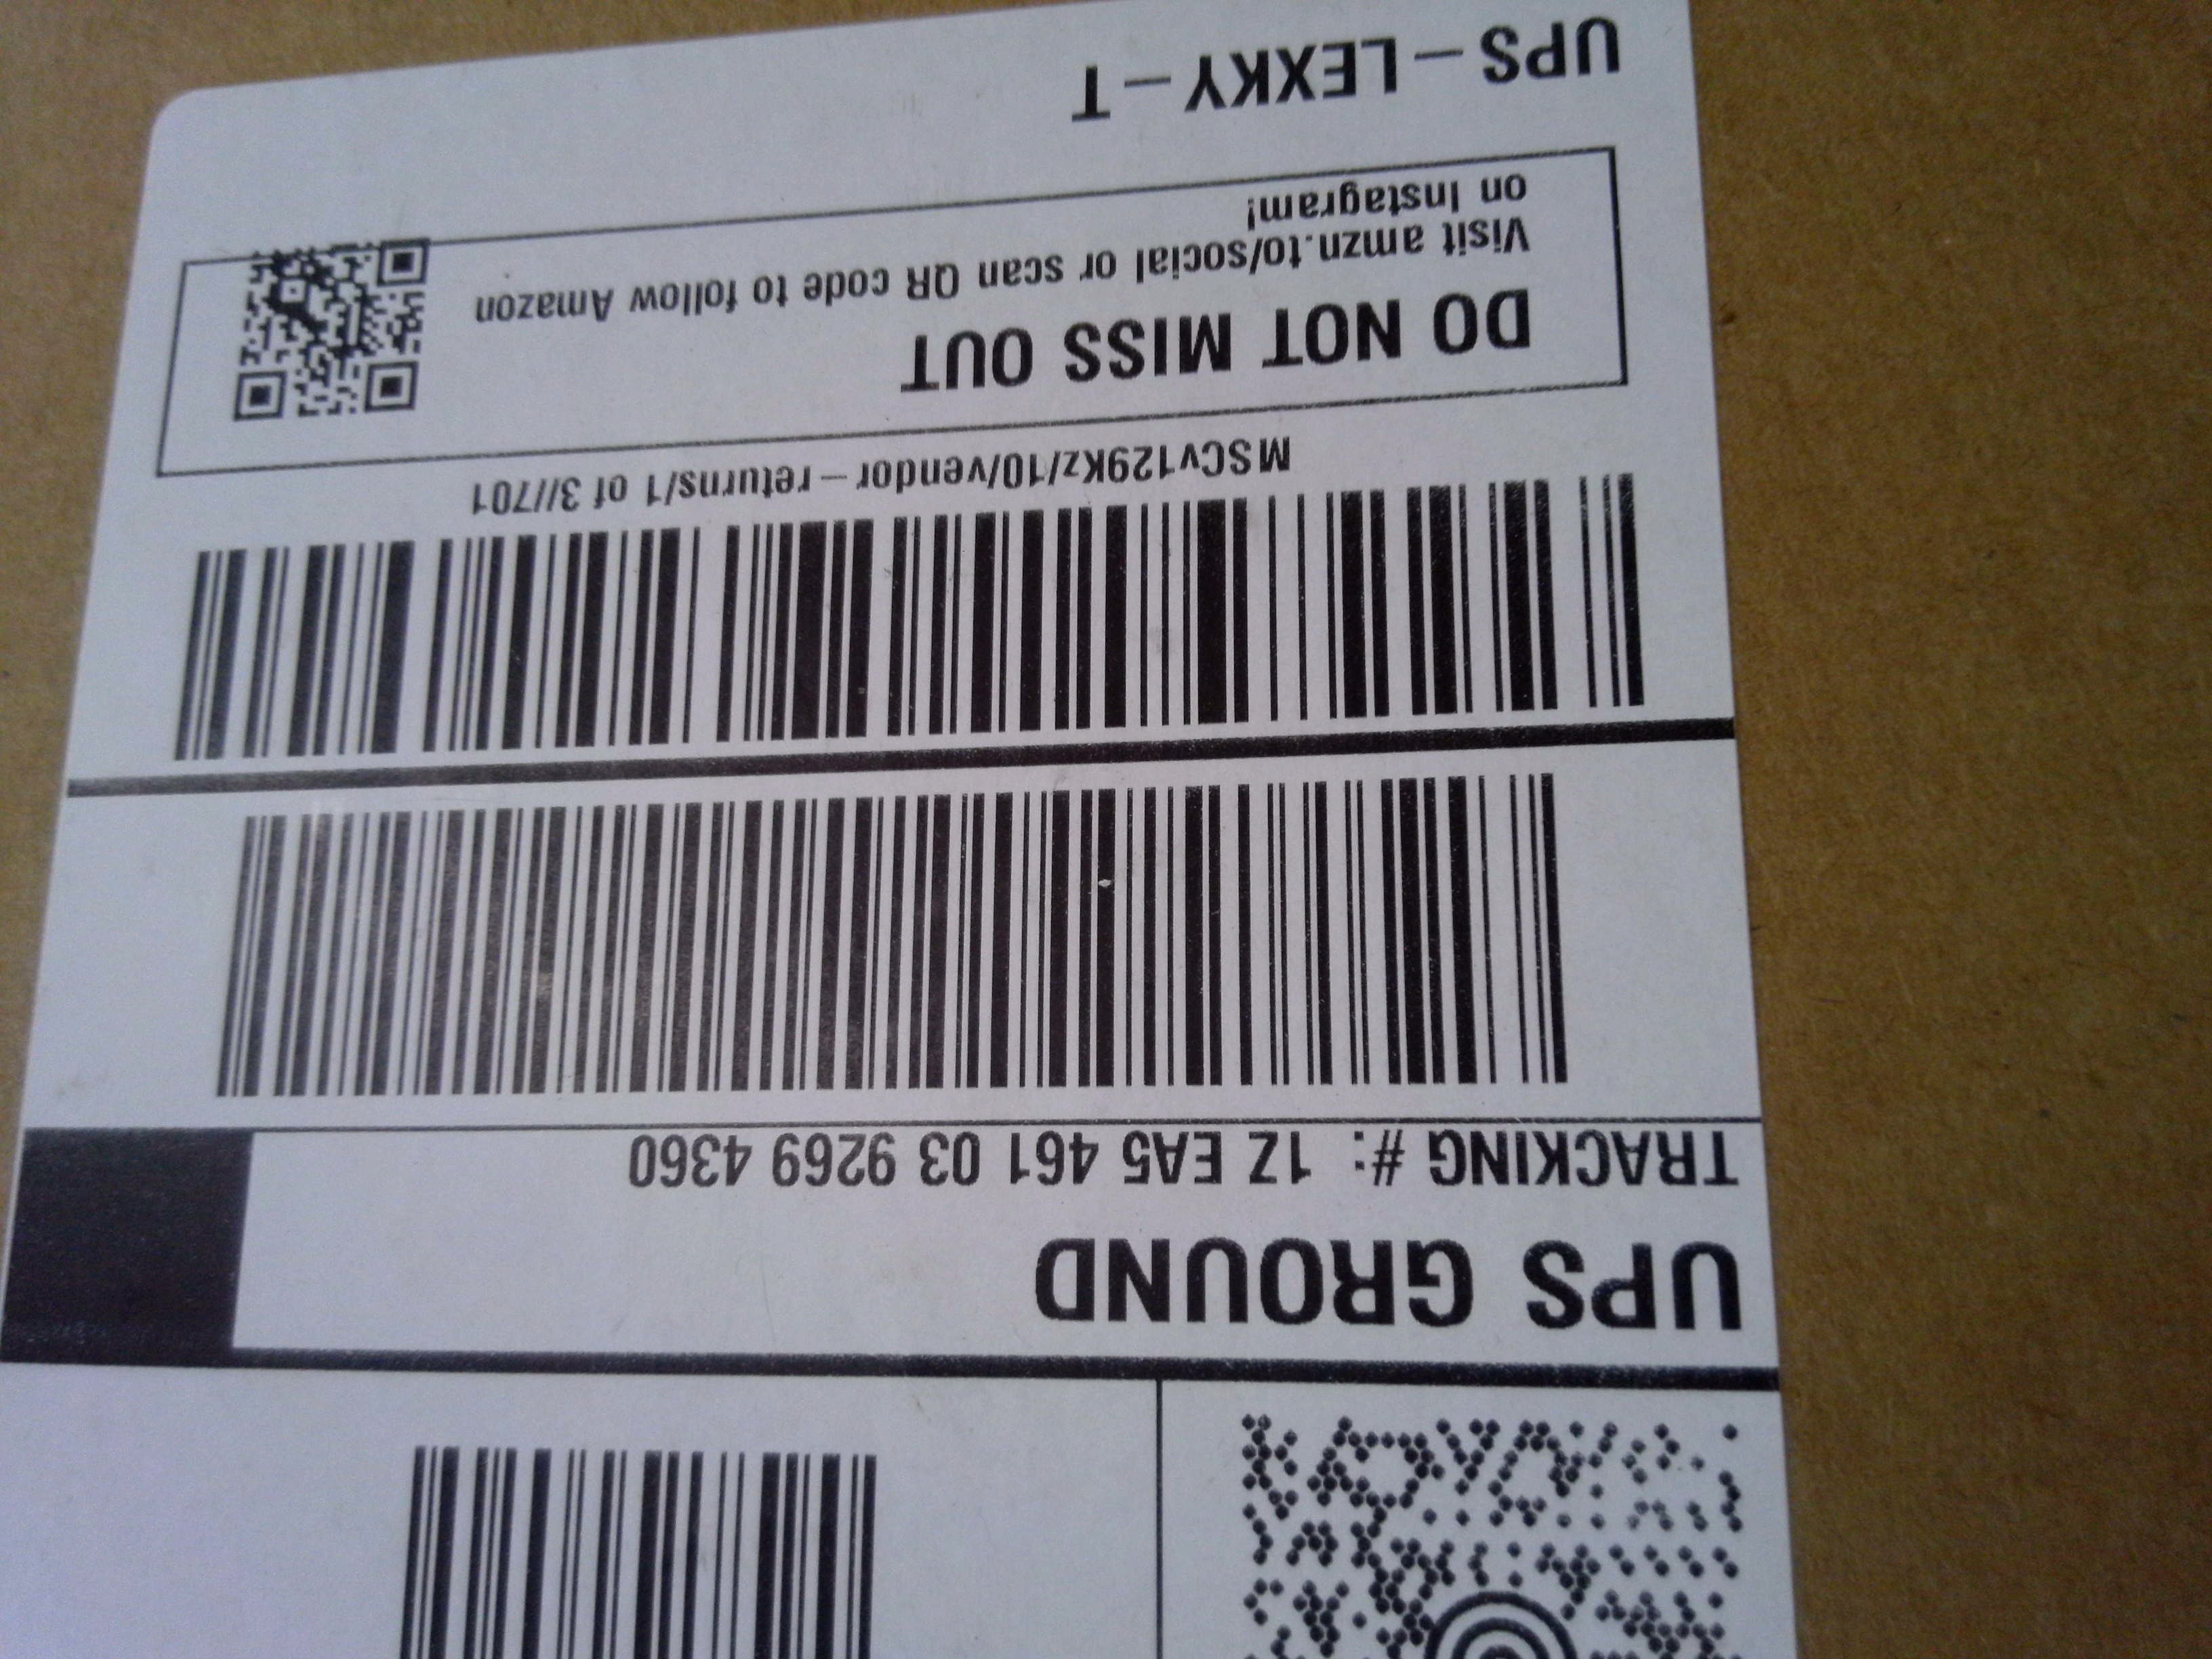 UPS GROUND
TRACKING #: 1Z EA5 461 03 9269 4360
MSCv129Kz/10/vendor-returns/1 of 3//701
DO NOT MISS OUT
Visit amzn.to/social or scan QR code to follow Amazon
on Instagram!
UPS-LEXKY-T